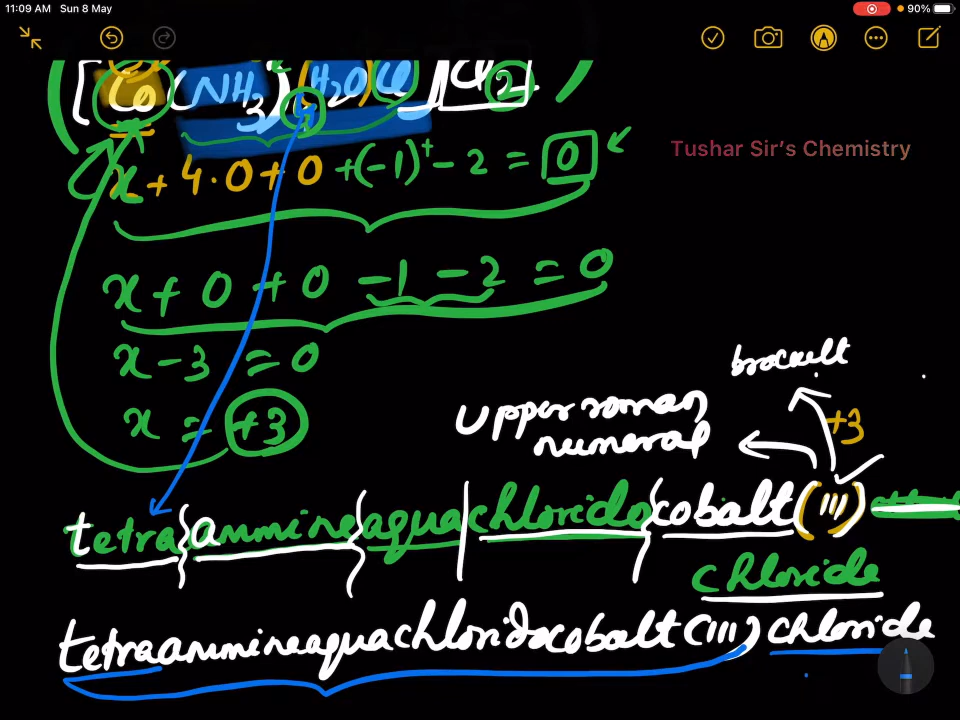 11:09 AM Sun 8 May 90%
[Co(NH3)4(H2O)Cl]Cl2
Tushar Sir's Chemistry
x + 4·0 + 0 + (-1) - 2 = 0
x + 0 + 0 - 1 - 2 = 0
x - 3 = 0
x = +3
bracult
Upper roman
numeral
+3
tetra ammine aqua chlorido cobalt (III)
chloride
tetraammineaquachloridocobalt(III) chloride